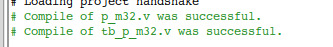 # Loading project handshake
# Compile of p_m32.v was successful.
# Compile of tb_p_m32.v was successful.